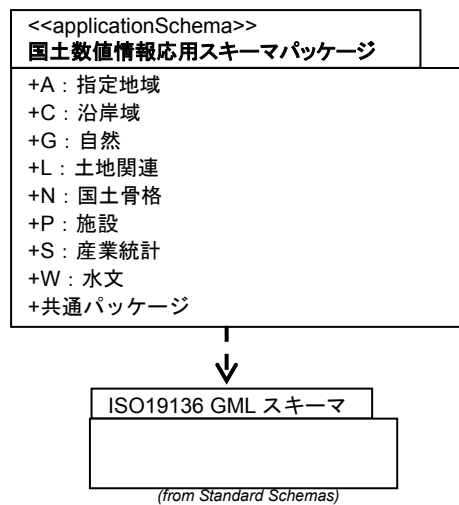 <<applicationSchema>>
国土数値情報応用スキーマパッケージ
+A：指定地域
+C：沿岸域
+G：自然
+L：土地関連
+N：国土骨格
+P：施設
+S：産業統計
+W：水文
+共通パッケージ
ISO19136 GML スキーマ
(from Standard Schemas)